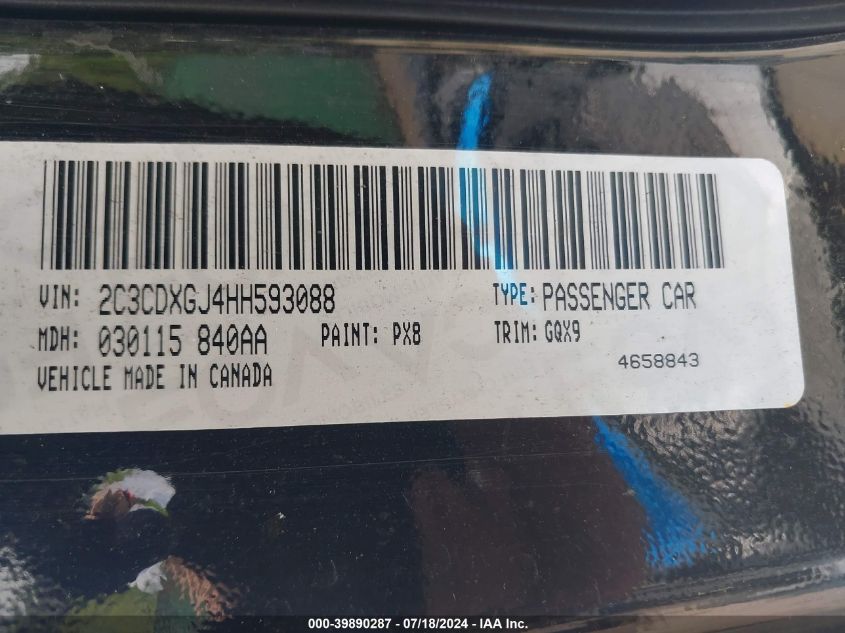 VIN: 2C3CDXGJ4HH593088 TYPE: PASSENGER CAR
MDH: 030115 840AA PAINT: PX8 TRIM: GQX9
VEHICLE MADE IN CANADA 4658843
000-39890287 - 07/18/2024 - IAA Inc.